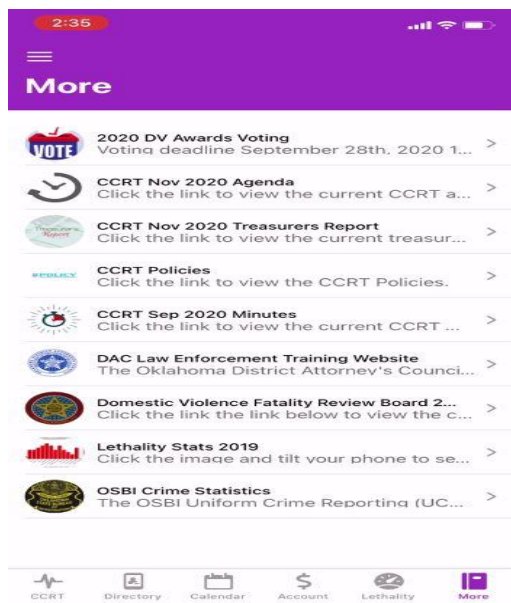 2:35
More
VOTE
2020 DV Awards Voting
Voting deadline September 28th, 2020 1...
CCRT Nov 2020 Agenda
Click the link to view the current CCRT a...
Treasurer's Report
CCRT Nov 2020 Treasurers Report
Click the link to view the current treasur...
#POLICY
CCRT Policies
Click the link to view the CCRT Policies.
CCRT Sep 2020 Minutes
Click the link to view the current CCRT ...
DAC Law Enforcement Training Website
The Oklahoma District Attorney's Counci...
Domestic Violence Fatality Review Board 2...
Click the link the link below to view the c...
Lethality Stats 2019
Click the image and tilt your phone to se...
OSBI Crime Statistics
The OSBI Uniform Crime Reporting (UC...
CCRT
Directory
Calendar
Account
Lethality
More